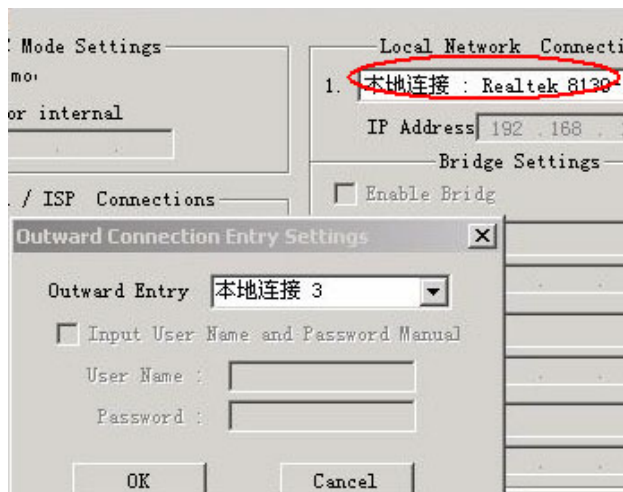 Mode Settings
or internal
/ ISP Connections
Local Network Connecti
1. 本地连接 : Realtek 8139-
IP Address 192 .168 .
Bridge Settings
Enable Bridg
Outward Connection Entry Settings
Outward Entry 本地连接 3
Input User Name and Password Manual
User Name :
Password :
OK Cancel